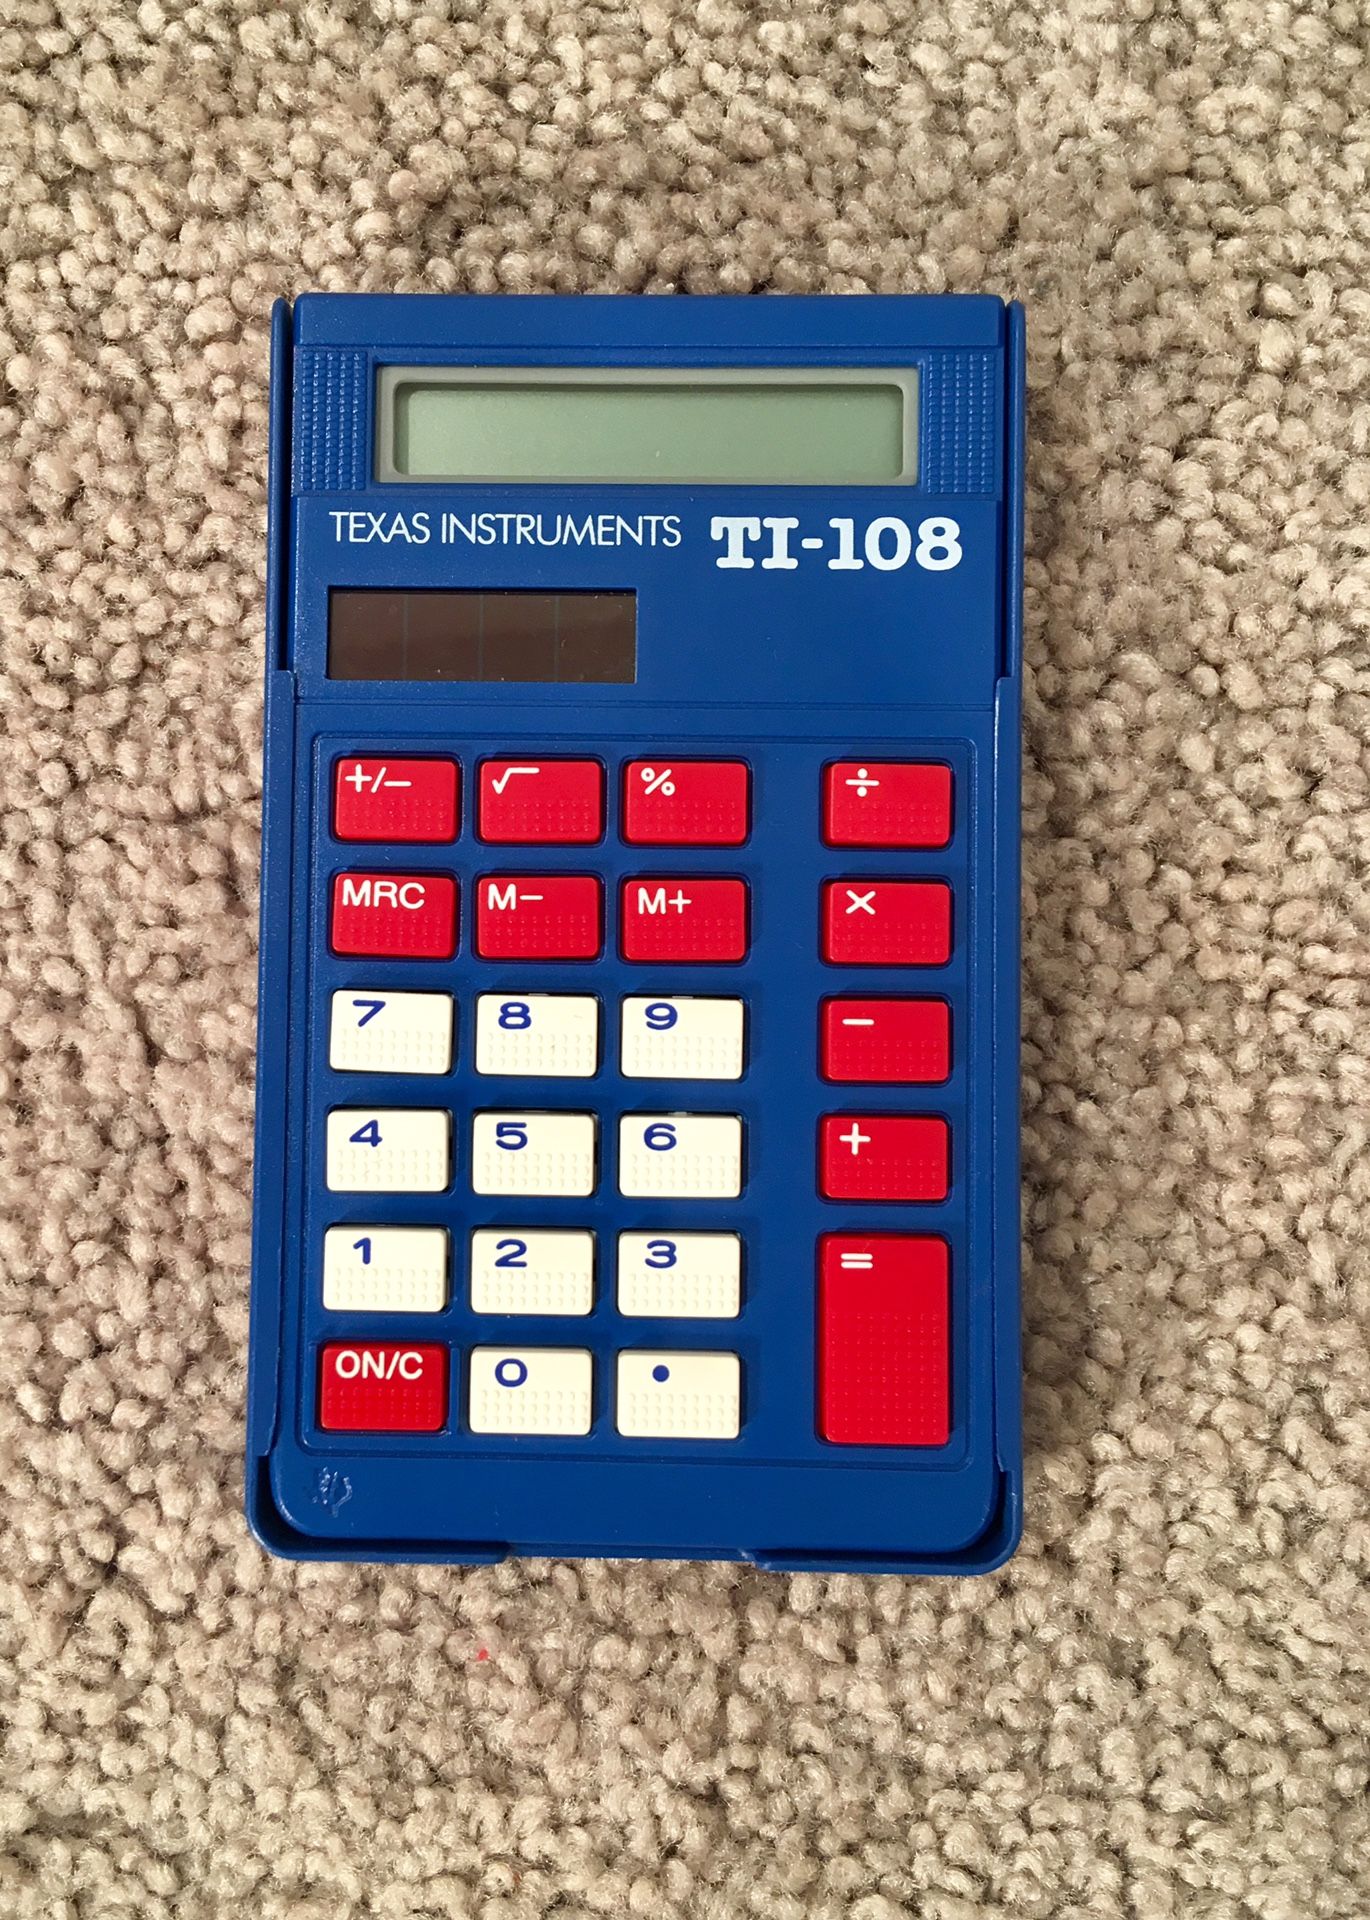 TEXAS INSTRUMENTS TI-108
+/− √ % ÷
MRC M− M+ ×
7 8 9 −
4 5 6 +
1 2 3 =
ON/C 0 •